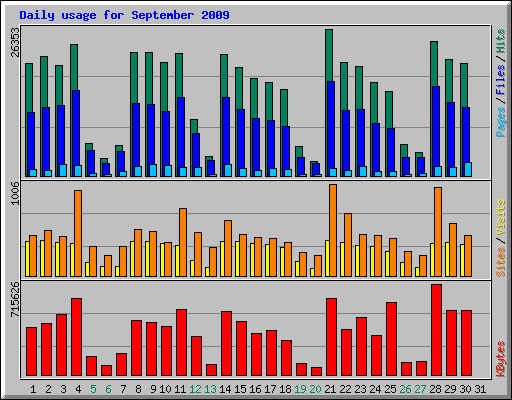 Daily usage for September 2009
26353
Pages / Files / Hits
1006
Sites / Visits
715626
KBytes
1 2 3 4 5 6 7 8 9 10 11 12 13 14 15 16 17 18 19 20 21 22 23 24 25 26 27 28 29 30 31